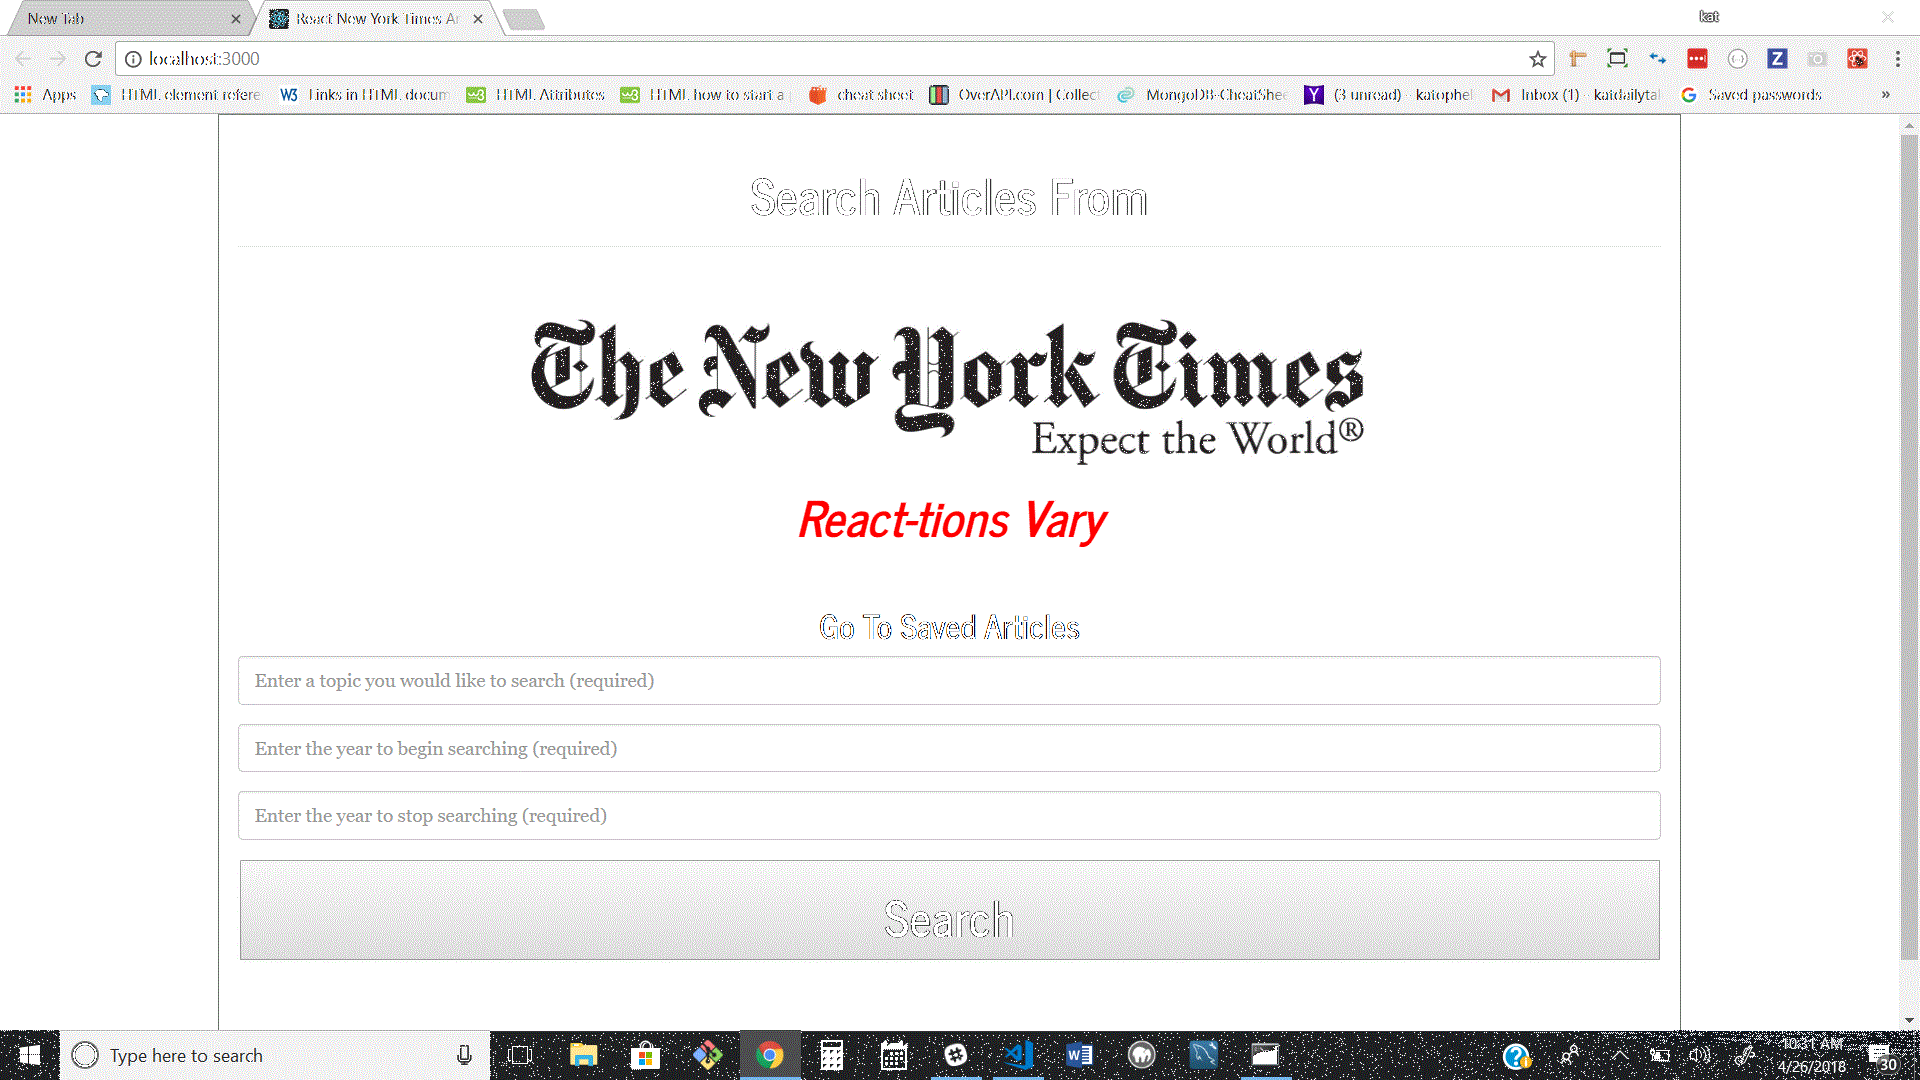 New Tab
React New York Times Ar
kat
localhost:3000
Apps
HTML element refere
W3 Links in HTML docum
HTML Attributes
HTML how to start a
cheat sheet
OverAPI.com | Collect
MongoDB-CheatShee
Y (3 unread) - katophel
Inbox (1) - katdailytal
Saved passwords
»
Search Articles From
The New York Times
Expect the World®
React-tions Vary
Go To Saved Articles
Enter a topic you would like to search (required)
Enter the year to begin searching (required)
Enter the year to stop searching (required)
Search
Type here to search
10:31 AM
4/26/2018
30